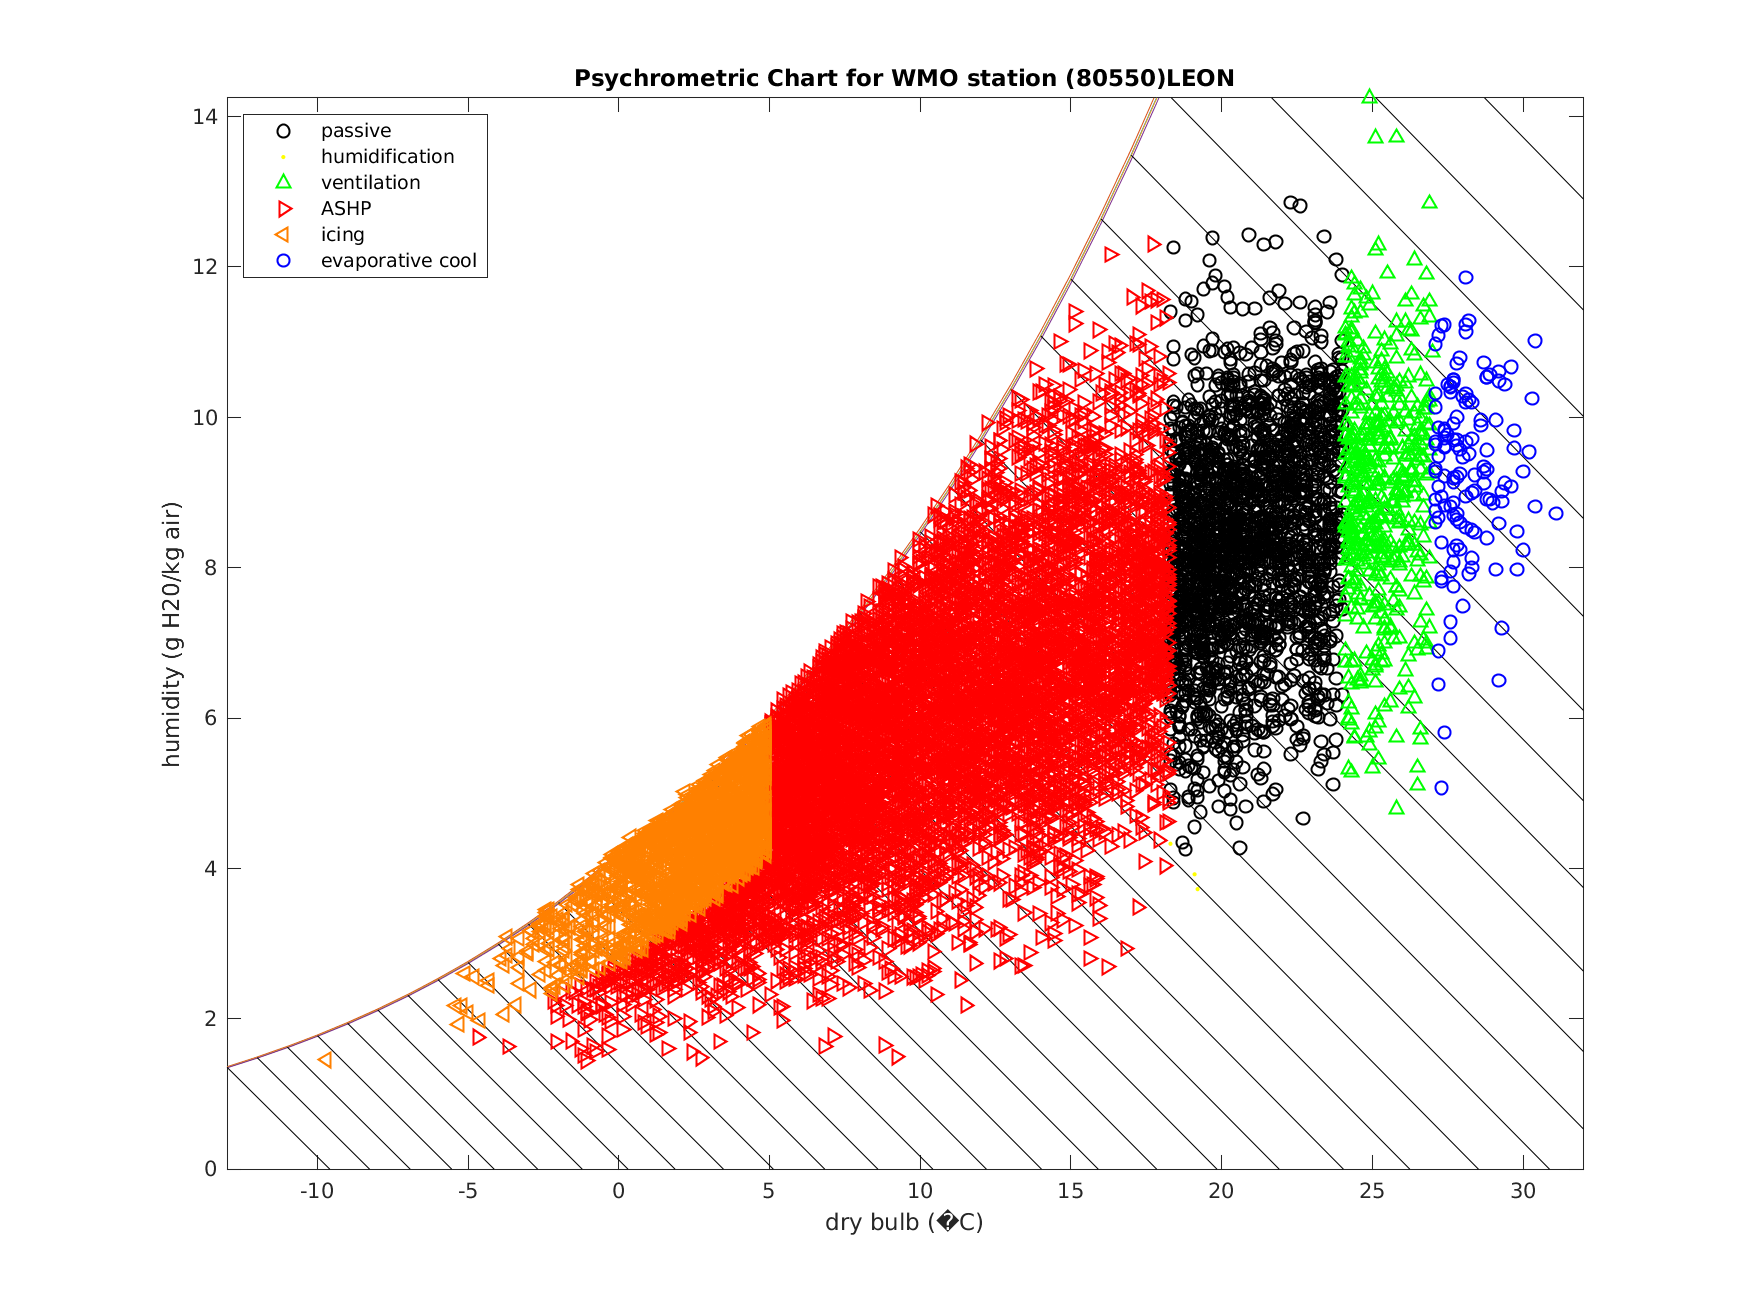 Psychrometric Chart for WMO station (80550)LEON
passive
humidification
ventilation
ASHP
icing
evaporative cool
humidity (g H20/kg air)
14
12
10
8
6
4
2
0
-10 -5 0 5 10 15 20 25 30
dry bulb (�C)